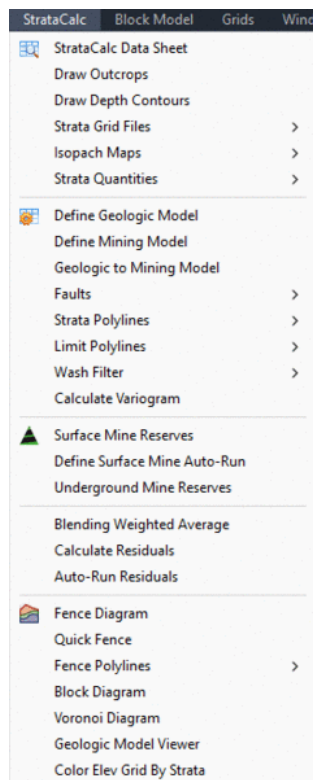 StrataCalc Block Model Grids Wind
StrataCalc Data Sheet
Draw Outcrops
Draw Depth Contours
Strata Grid Files
Isopach Maps
Strata Quantities
Define Geologic Model
Define Mining Model
Geologic to Mining Model
Faults
Strata Polylines
Limit Polylines
Wash Filter
Calculate Variogram
Surface Mine Reserves
Define Surface Mine Auto-Run
Underground Mine Reserves
Blending Weighted Average
Calculate Residuals
Auto-Run Residuals
Fence Diagram
Quick Fence
Fence Polylines
Block Diagram
Voronoi Diagram
Geologic Model Viewer
Color Elev Grid By Strata